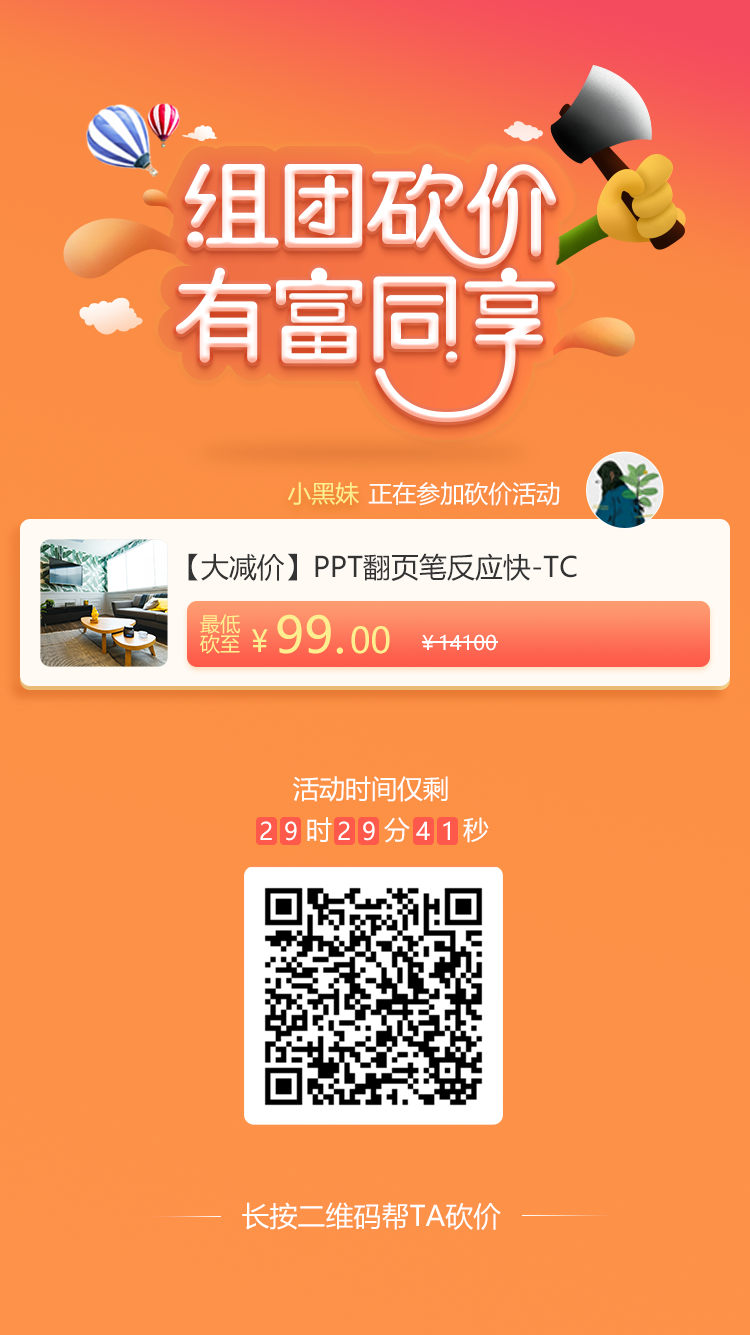 组团砍价
有富同享
小黑妹 正在参加砍价活动
【大减价】PPT翻页笔反应快-TC
最低
砍至 ¥ 99.00 ¥14100
活动时间仅剩
29时29分41秒
长按二维码帮TA砍价